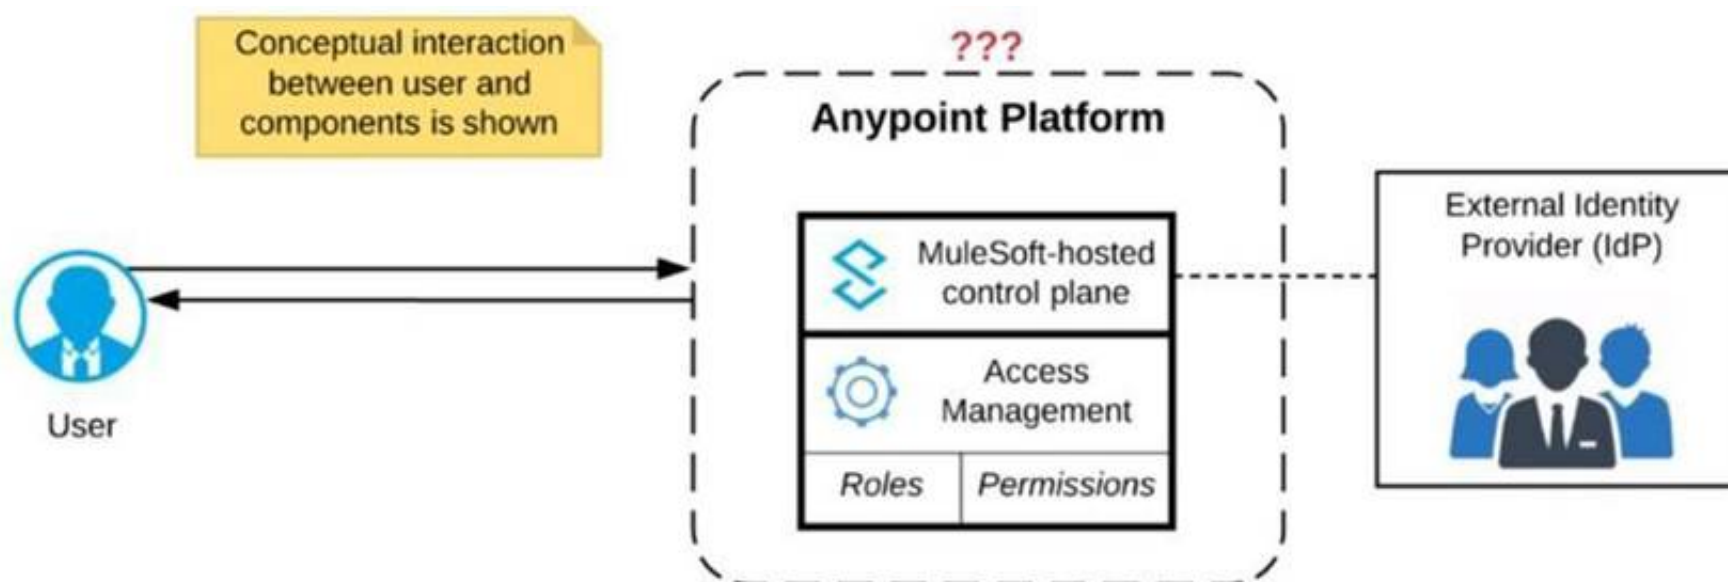 Conceptual interaction
between user and
components is shown
???
Anypoint Platform
MuleSoft-hosted
control plane
Access
Management
Roles
Permissions
External Identity
Provider (IdP)
User